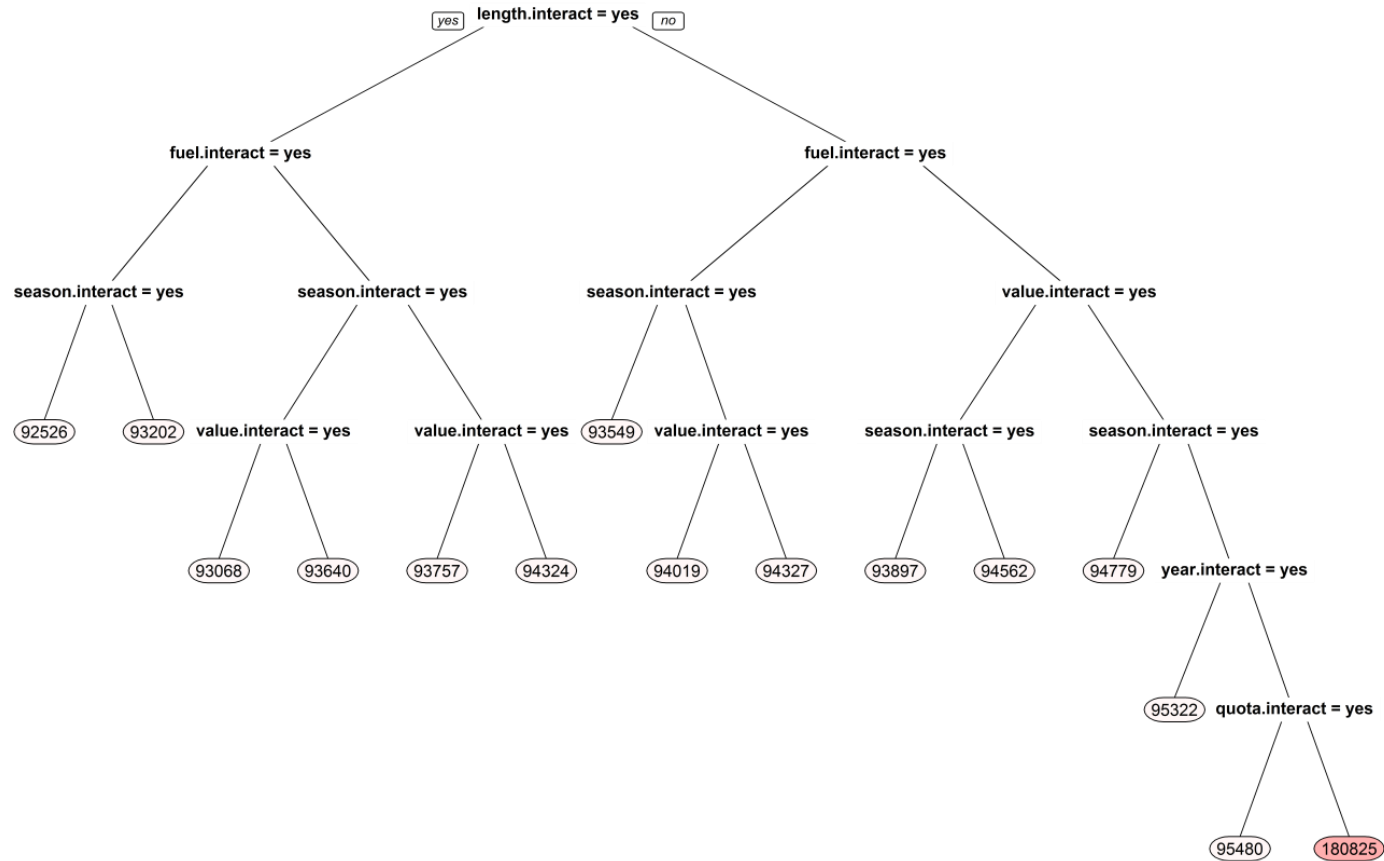 yes length.interact = yes no
fuel.interact = yes fuel.interact = yes
season.interact = yes season.interact = yes season.interact = yes value.interact = yes
92526 93202 value.interact = yes value.interact = yes 93549 value.interact = yes season.interact = yes season.interact = yes
93068 93640 93757 94324 94019 94327 93897 94562 94779 year.interact = yes
95322 quota.interact = yes
95480 180825